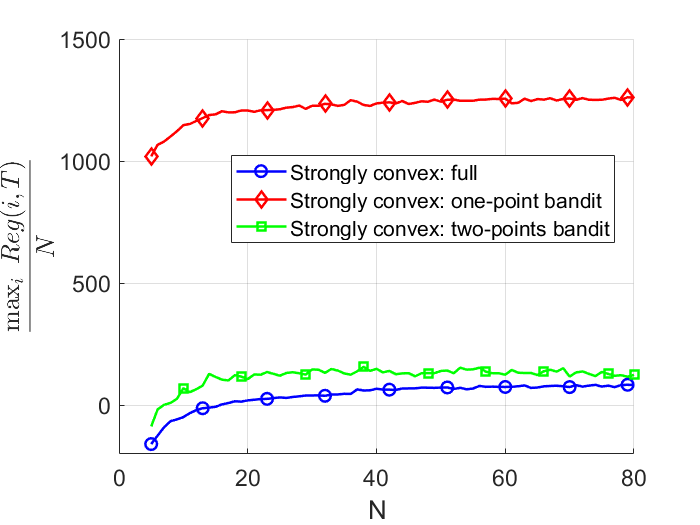 1500
1000
500
0
max_i Reg(i, T)
N
Strongly convex: full
Strongly convex: one-point bandit
Strongly convex: two-points bandit
0 20 40 60 80
N